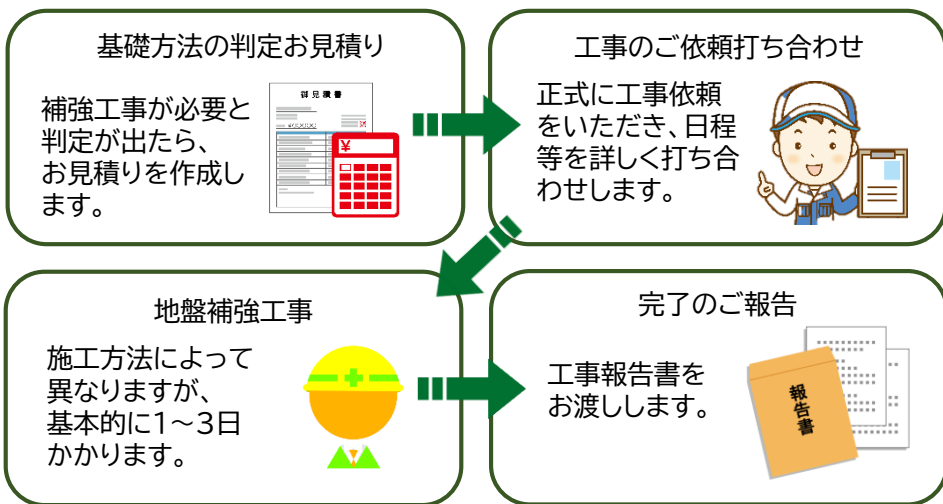 基礎方法の判定お見積り
補強工事が必要と
判定が出たら、
お見積りを作成し
ます。
御見積書
¥
工事のご依頼打ち合わせ
正式に工事依頼
をいただき、日程
等を詳しく打ち合
わせします。
地盤補強工事
施工方法によって
異なりますが、
基本的に1～3日
かかります。
完了のご報告
工事報告書を
お渡しします。
報告書